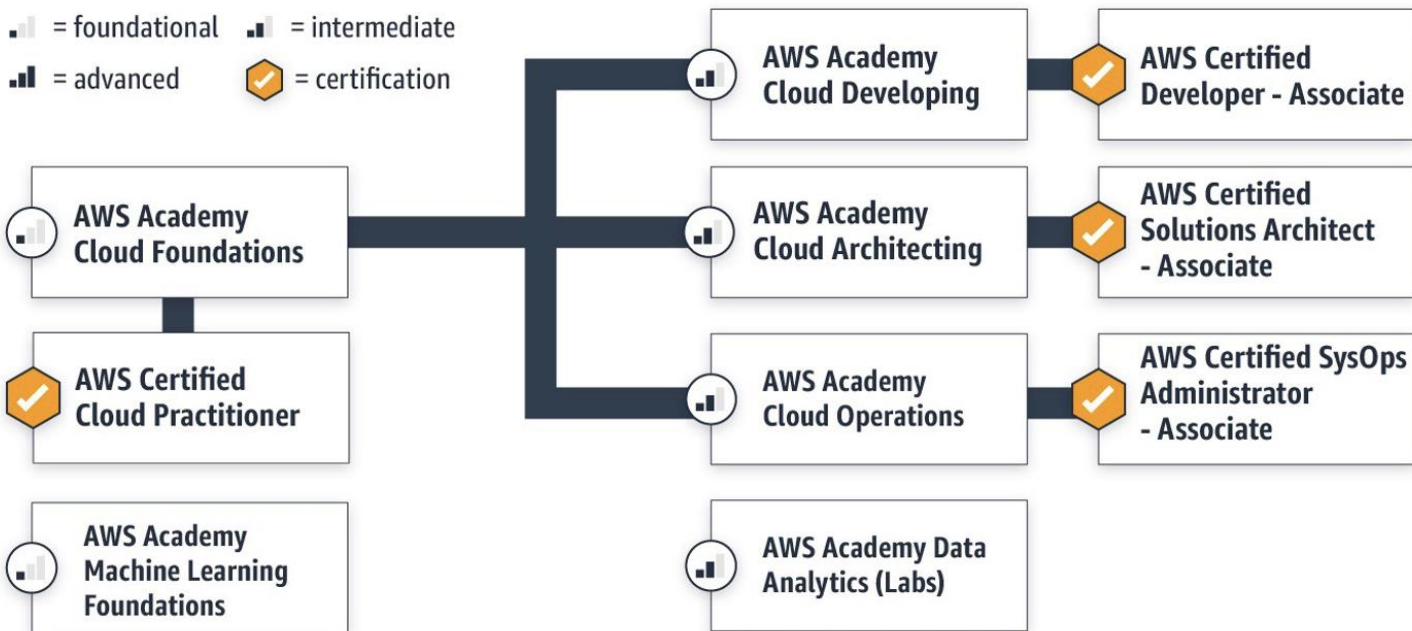 = foundational
= intermediate
= advanced
= certification
AWS Academy
Cloud Foundations
AWS Certified
Cloud Practitioner
AWS Academy
Machine Learning
Foundations
AWS Academy
Cloud Developing
AWS Certified
Developer - Associate
AWS Academy
Cloud Architecting
AWS Certified
Solutions Architect
- Associate
AWS Academy
Cloud Operations
AWS Certified SysOps
Administrator
- Associate
AWS Academy Data
Analytics (Labs)